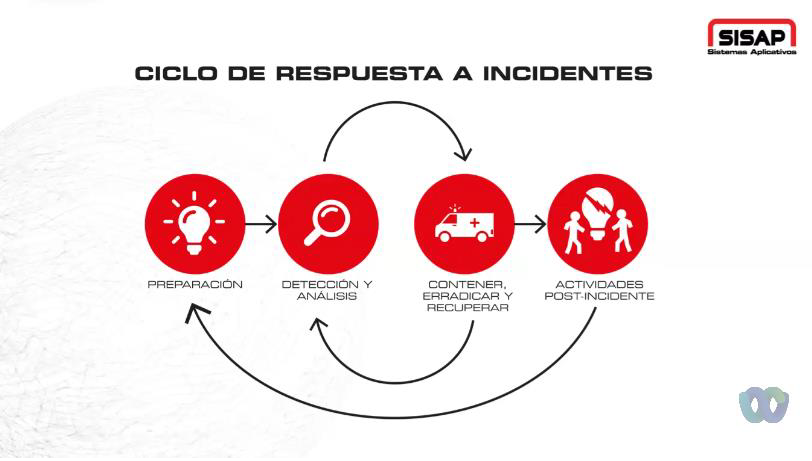 SISAP
Sistemas Aplicativos
CICLO DE RESPUESTA A INCIDENTES
PREPARACIÓN
DETECCIÓN Y
ANÁLISIS
CONTENER,
ERRADICAR Y
RECUPERAR
ACTIVIDADES
POST-INCIDENTE